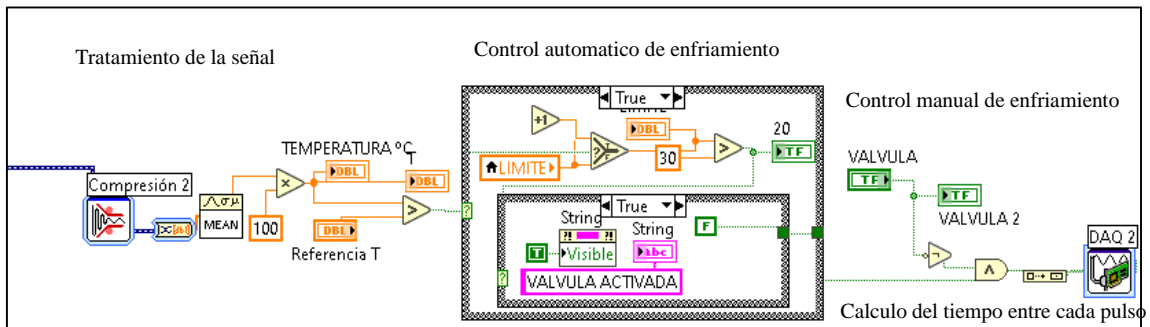 Tratamiento de la señal
Control automatico de enfriamiento
Control manual de enfriamiento
True
+1
DBL
LIMITE
30
20
TF
TEMPERATURA ºC
T
DBL
DBL
Compresión 2
MEAN
100
DBL
Referencia T
True
String
String
T
Visible
abc
F
VALVULA ACTIVADA
VALVULA
TF
TF
VALVULA 2
DAQ 2
Calculo del tiempo entre cada pulso